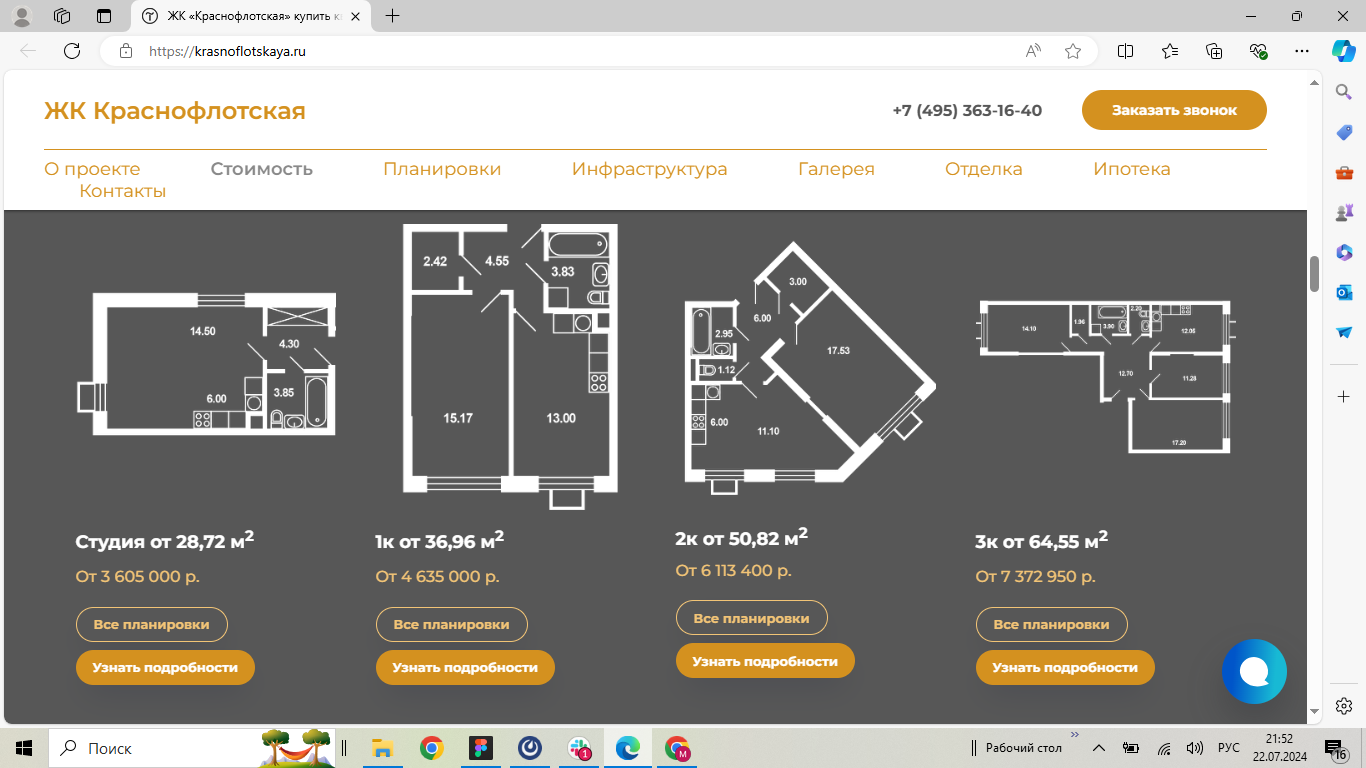 ЖК «Краснофлотская» купить к
https://krasnoflotskaya.ru
ЖК Краснофлотская
+7 (495) 363-16-40
Заказать звонок
О проекте Стоимость Планировки Инфраструктура Галерея Отделка Ипотека
Контакты
14.50
4.30
3.85
6.00
2.42
4.55
3.83
15.17
13.00
3.00
6.00
2.95
17.53
1.12
6.00
11.10
14.10
1.96
3.90
2.20
12.05
12.70
11.28
17.20
Студия от 28,72 м²
От 3 605 000 р.
Все планировки
Узнать подробности
1к от 36,96 м²
От 4 635 000 р.
Все планировки
Узнать подробности
2к от 50,82 м²
От 6 113 400 р.
Все планировки
Узнать подробности
3к от 64,55 м²
От 7 372 950 р.
Все планировки
Узнать подробности
Поиск
1
M
Рабочий стол
РУС
21:52
22.07.2024
16